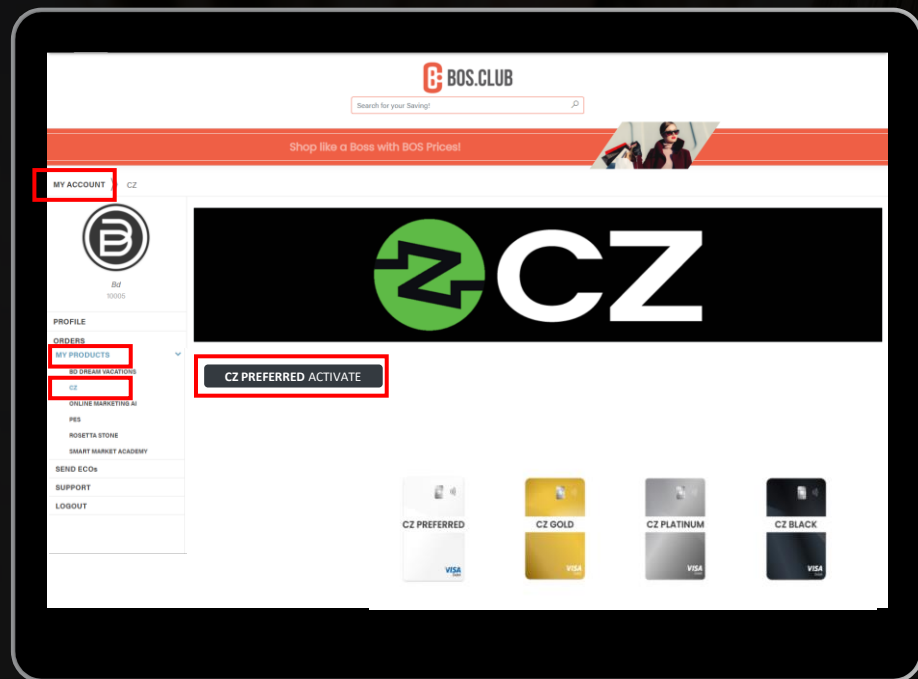 BOS.CLUB
Search for your Saving!
Shop like a Boss with BOS Prices!
MY ACCOUNT
CZ
Bd
10005
PROFILE
ORDERS
MY PRODUCTS
BD DREAM VACATIONS
CZ
ONLINE MARKETING AI
PES
ROSETTA STONE
SMART MARKET ACADEMY
SEND ECOs
SUPPORT
LOGOUT
CZ
CZ PREFERRED ACTIVATE
CZ PREFERRED
VISA
CZ GOLD
VISA
CZ PLATINUM
VISA
CZ BLACK
VISA